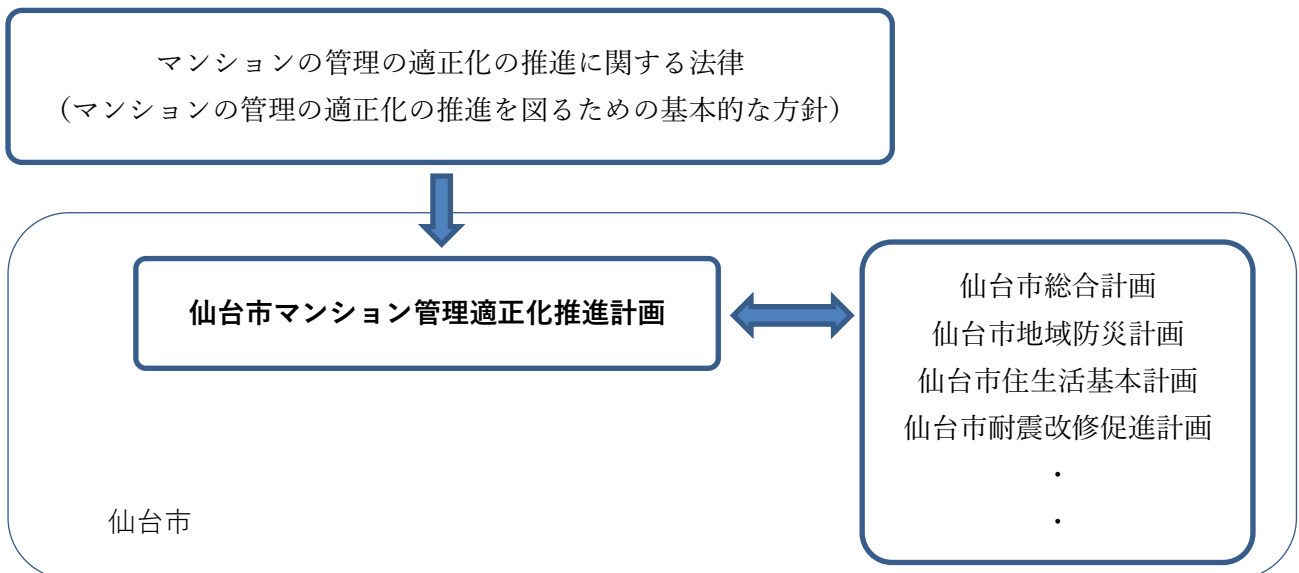 マンションの管理の適正化の推進に関する法律
（マンションの管理の適正化の推進を図るための基本的な方針）
仙台市マンション管理適正化推進計画
仙台市総合計画
仙台市地域防災計画
仙台市住生活基本計画
仙台市耐震改修促進計画
・
・
仙台市